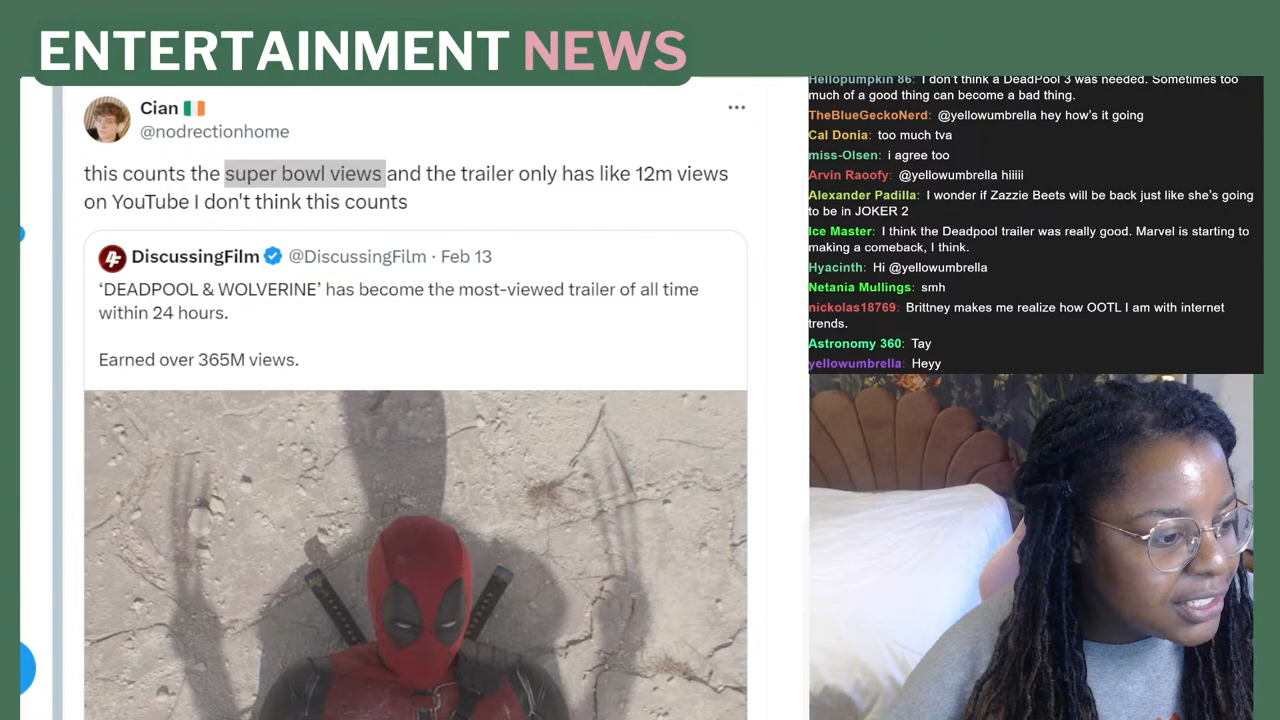 ENTERTAINMENT NEWS
Cian
@nodrectionhome
this counts the super bowl views and the trailer only has like 12m views
on YouTube I don't think this counts
DiscussingFilm @DiscussingFilm · Feb 13
‘DEADPOOL & WOLVERINE’ has become the most-viewed trailer of all time
within 24 hours.
Earned over 365M views.
Hellopumpkin 86: I don't think a DeadPool 3 was needed. Sometimes too
much of a good thing can become a bad thing.
TheBlueGeckoNerd: @yellowumbrella hey how's it going
Cal Donia: too much tva
miss-Olsen: i agree too
Arvin Raoofy: @yellowumbrella hiiiii
Alexander Padilla: I wonder if Zazzie Beets will be back just like she's going
to be in JOKER 2
Ice Master: I think the Deadpool trailer was really good. Marvel is starting to
making a comeback, I think.
Hyacinth: Hi @yellowumbrella
Netania Mullings: smh
nickolas18769: Brittney makes me realize how OOTL I am with internet
trends.
Astronomy 360: Tay
yellowumbrella: Heyy